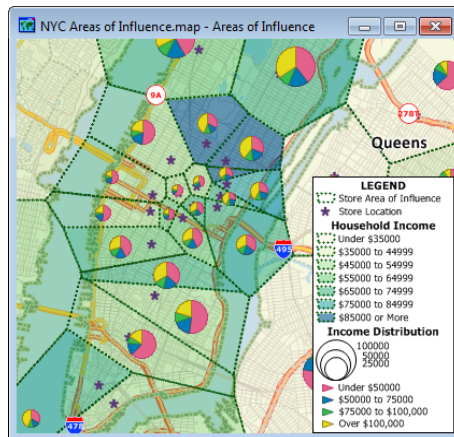 NYC Areas of Influence.map - Areas of Influence
9A
278T
Queens
495
478
LEGEND
Store Area of Influence
Store Location
Household Income
Under $35000
$35000 to 44999
$45000 to 54999
$55000 to 64999
$65000 to 74999
$75000 to 84999
$85000 or More
Income Distribution
100000
50000
25000
Under $50000
$50000 to 75000
$75000 to $100,000
Over $100,000